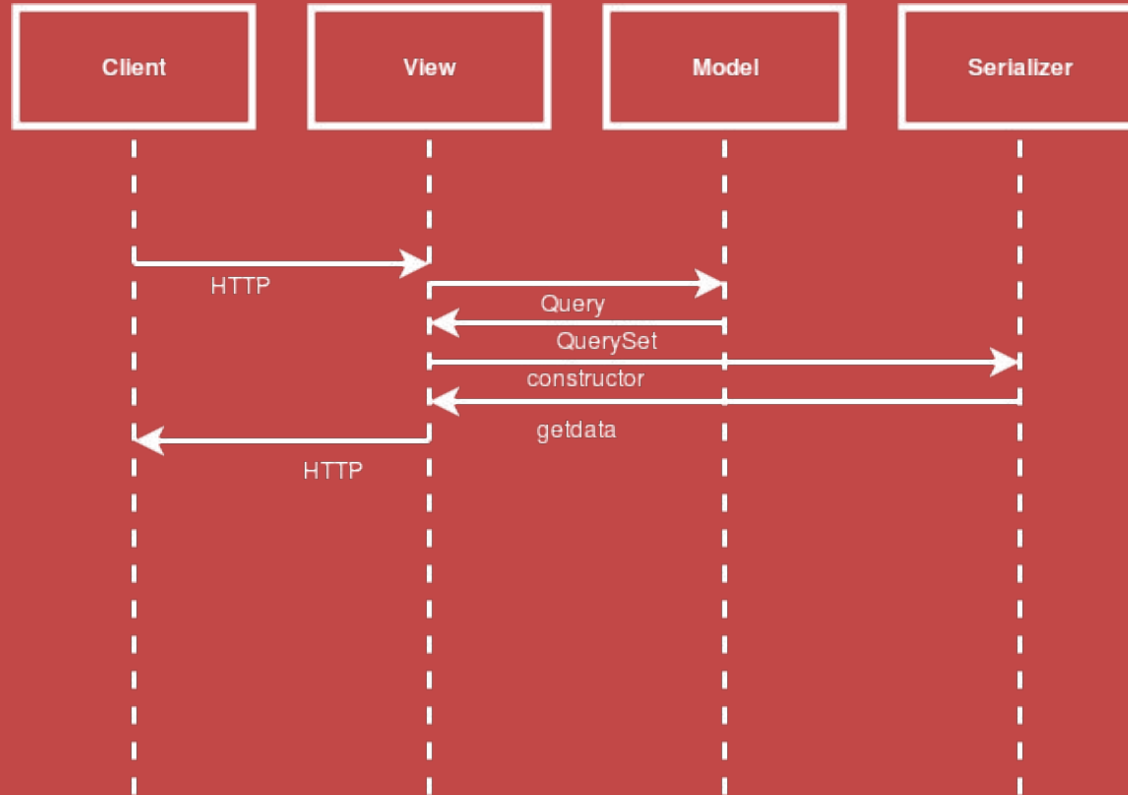 Client
View
Model
Serializer
HTTP
Query
QuerySet
constructor
getdata
HTTP